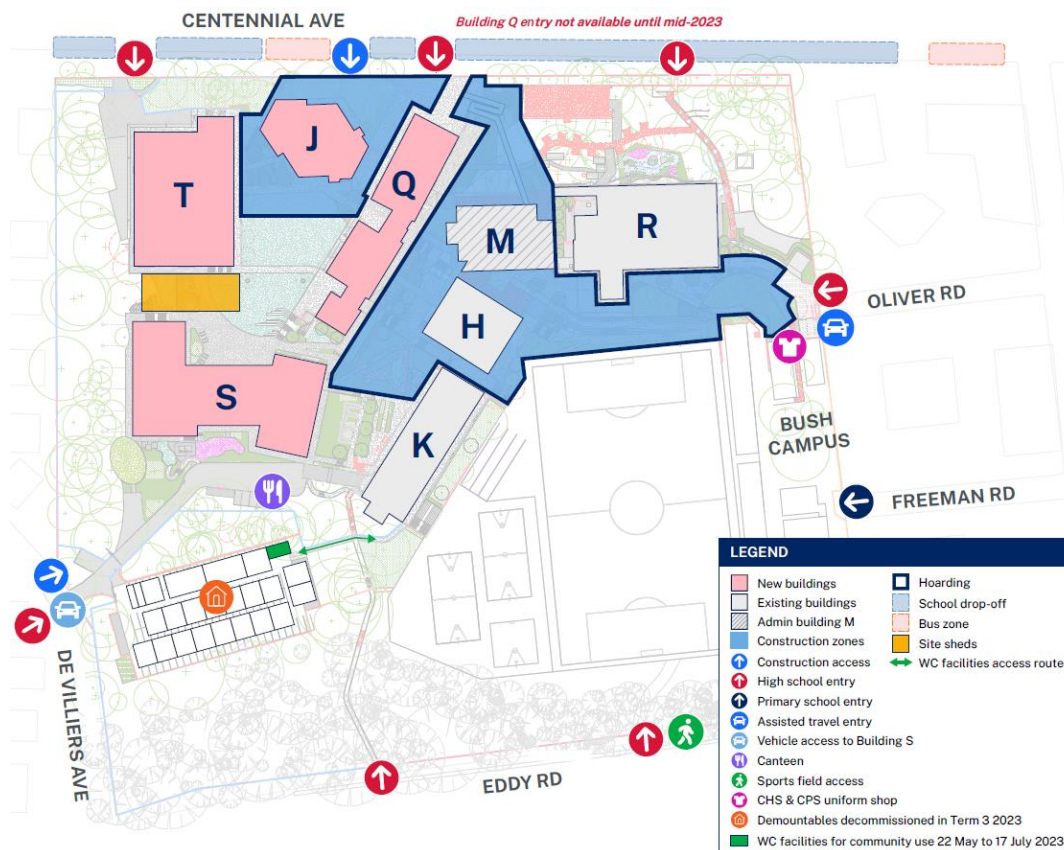 CENTENNIAL AVE
Building Q entry not available until mid-2023
J
T
Q
M
R
H
OLIVER RD
S
K
BUSH
CAMPUS
FREEMAN RD
DE VILLIERS AVE
EDDY RD
LEGEND
New buildings
Existing buildings
Admin building M
Construction zones
Construction access
High school entry
Primary school entry
Assisted travel entry
Vehicle access to Building S
Canteen
Sports field access
CHS & CPS uniform shop
Demountables decommissioned in Term 3 2023
WC facilities for community use 22 May to 17 July 2023
Hoarding
School drop-off
Bus zone
Site sheds
WC facilities access route